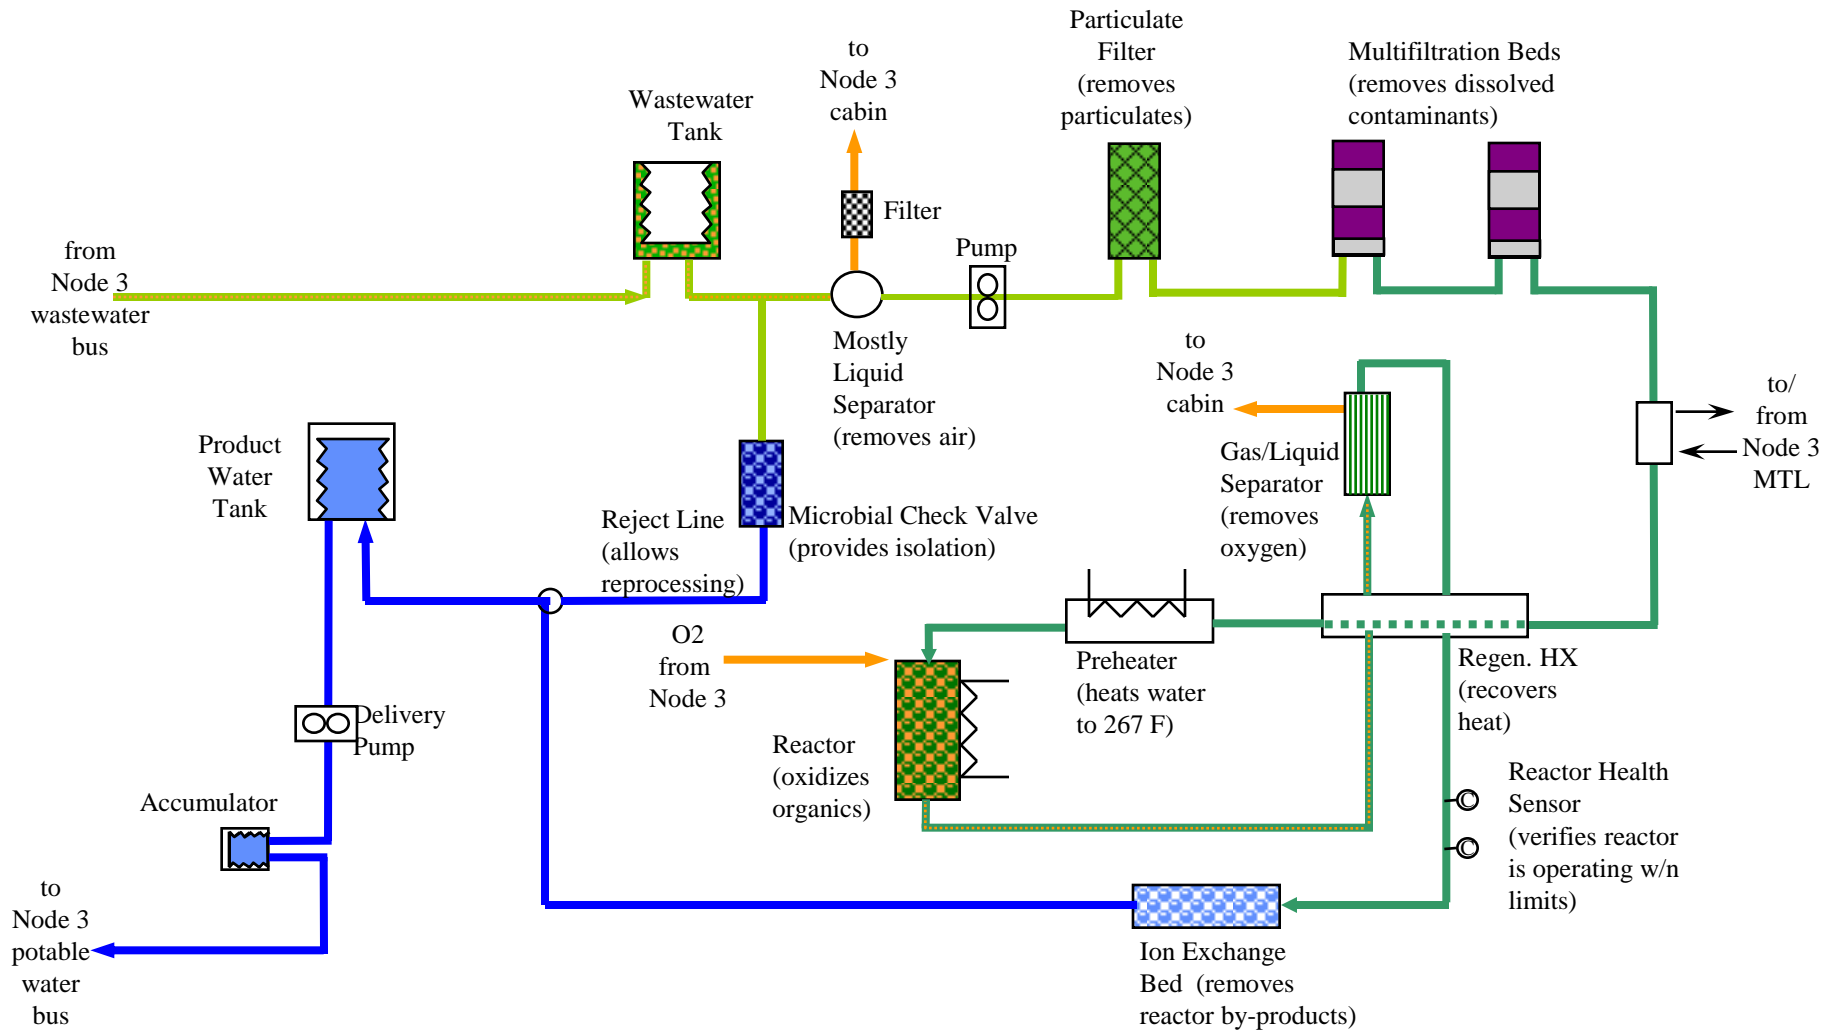 Particulate
Filter
(removes
particulates)
to
Node 3
cabin
Multifiltration Beds
(removes dissolved
contaminants)
Wastewater
Tank
Filter
Pump
from
Node 3
wastewater
bus
Mostly
Liquid
Separator
(removes air)
to
Node 3
cabin
to/
from
Node 3
MTL
Product
Water
Tank
Gas/Liquid
Separator
(removes
oxygen)
Reject Line
(allows
reprocessing)
Microbial Check Valve
(provides isolation)
O2
from
Node 3
Preheater
(heats water
to 267 F)
Regen. HX
(recovers
heat)
Delivery
Pump
Reactor
(oxidizes
organics)
Reactor Health
Sensor
(verifies reactor
is operating w/n
limits)
C
C
Accumulator
to
Node 3
potable
water
bus
Ion Exchange
Bed  (removes
reactor by-products)